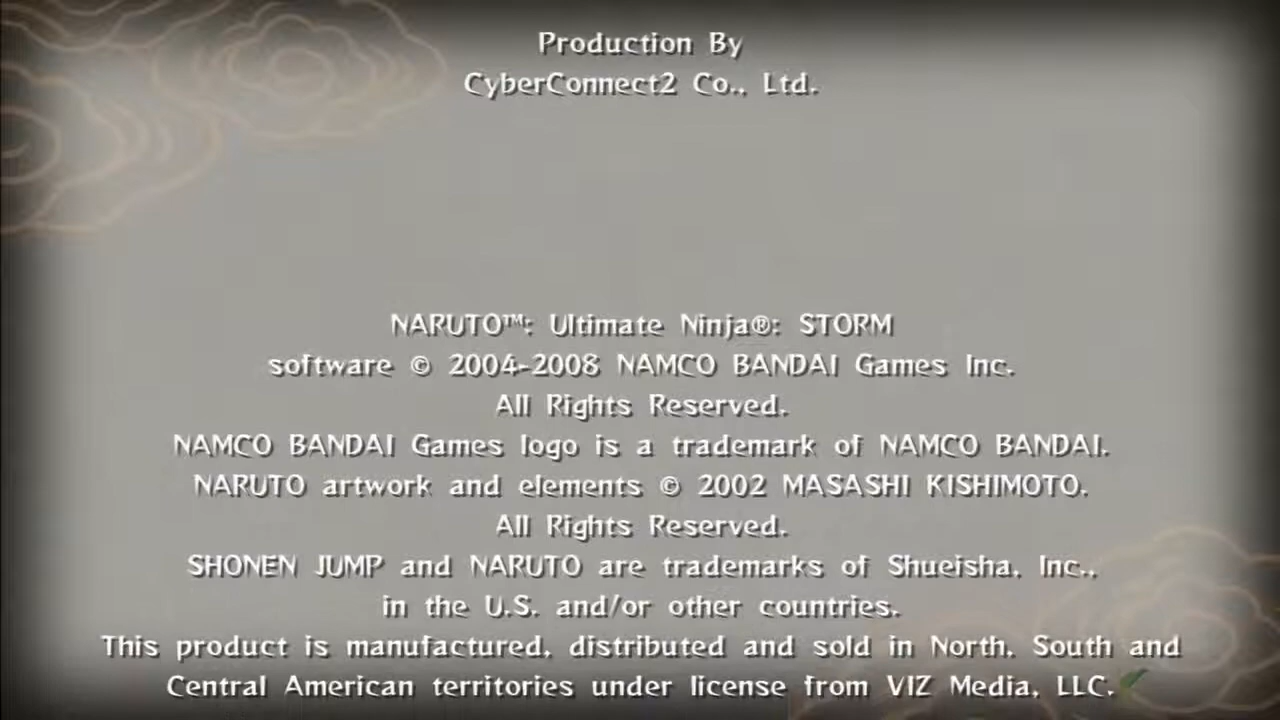 Production By
CyberConnect2 Co., Ltd.
NARUTO™: Ultimate Ninja®: STORM
software © 2004-2008 NAMCO BANDAI Games Inc.
All Rights Reserved.
NAMCO BANDAI Games logo is a trademark of NAMCO BANDAI.
NARUTO artwork and elements © 2002 MASASHI KISHIMOTO.
All Rights Reserved.
SHONEN JUMP and NARUTO are trademarks of Shueisha, Inc.,
in the U.S. and/or other countries.
This product is manufactured, distributed and sold in North, South and
Central American territories under license from VIZ Media, LLC.